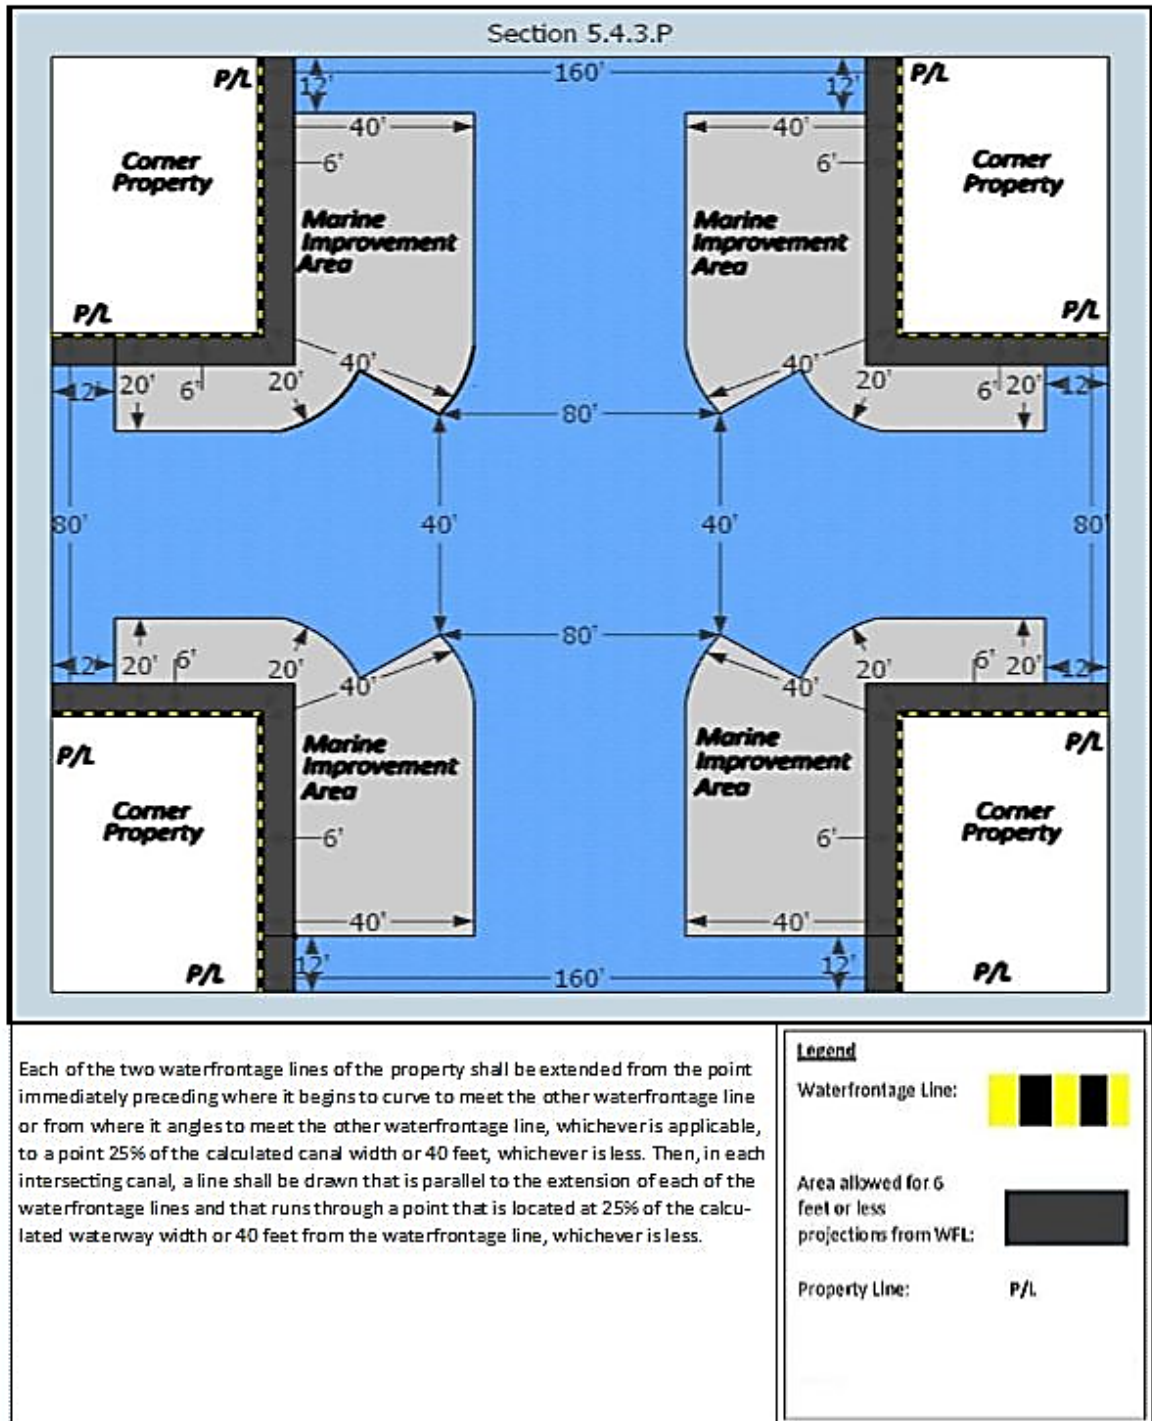 Section 5.4.3.P
P/L
160'
P/L
12'
12'
40'
40'
Corner
Property
6'
6'
Corner
Property
Marine
Improvement
Area
Marine
Improvement
Area
P/L
P/L
40'
40'
12'
20'
6'
20'
20'
6'
20'
12'
80'
80'
40'
40'
80'
80'
12'
20'
6'
20'
40'
40'
20'
6'
20'
12'
P/L
P/L
Marine
Improvement
Area
Marine
Improvement
Area
Corner
Property
6'
6'
Corner
Property
40'
40'
P/L
12'
160'
12'
P/L
Each of the two waterfrontage lines of the property shall be extended from the point
immediately preceding where it begins to curve to meet the other waterfrontage line
or from where it angles to meet the other waterfrontage line, whichever is applicable,
to a point 25% of the calculated canal width or 40 feet, whichever is less. Then, in each
intersecting canal, a line shall be drawn that is parallel to the extension of each of the
waterfrontage lines and that runs through a point that is located at 25% of the calcu-
lated waterway width or 40 feet from the waterfrontage line, whichever is less.
Legend
Waterfrontage Line:
Area allowed for 6
feet or less
projections from WFL:
Property Line: P/L